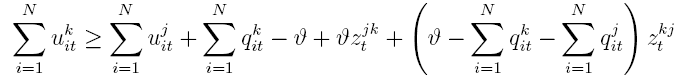 $$\sum_{i=1}^{N} u_{it}^{k} \geq \sum_{i=1}^{N} u_{it}^{j} + \sum_{i=1}^{N} q_{it}^{k} - \vartheta + \vartheta z_{t}^{jk} + \left( \vartheta - \sum_{i=1}^{N} q_{it}^{k} - \sum_{i=1}^{N} q_{it}^{j} \right) z_{t}^{kj}$$